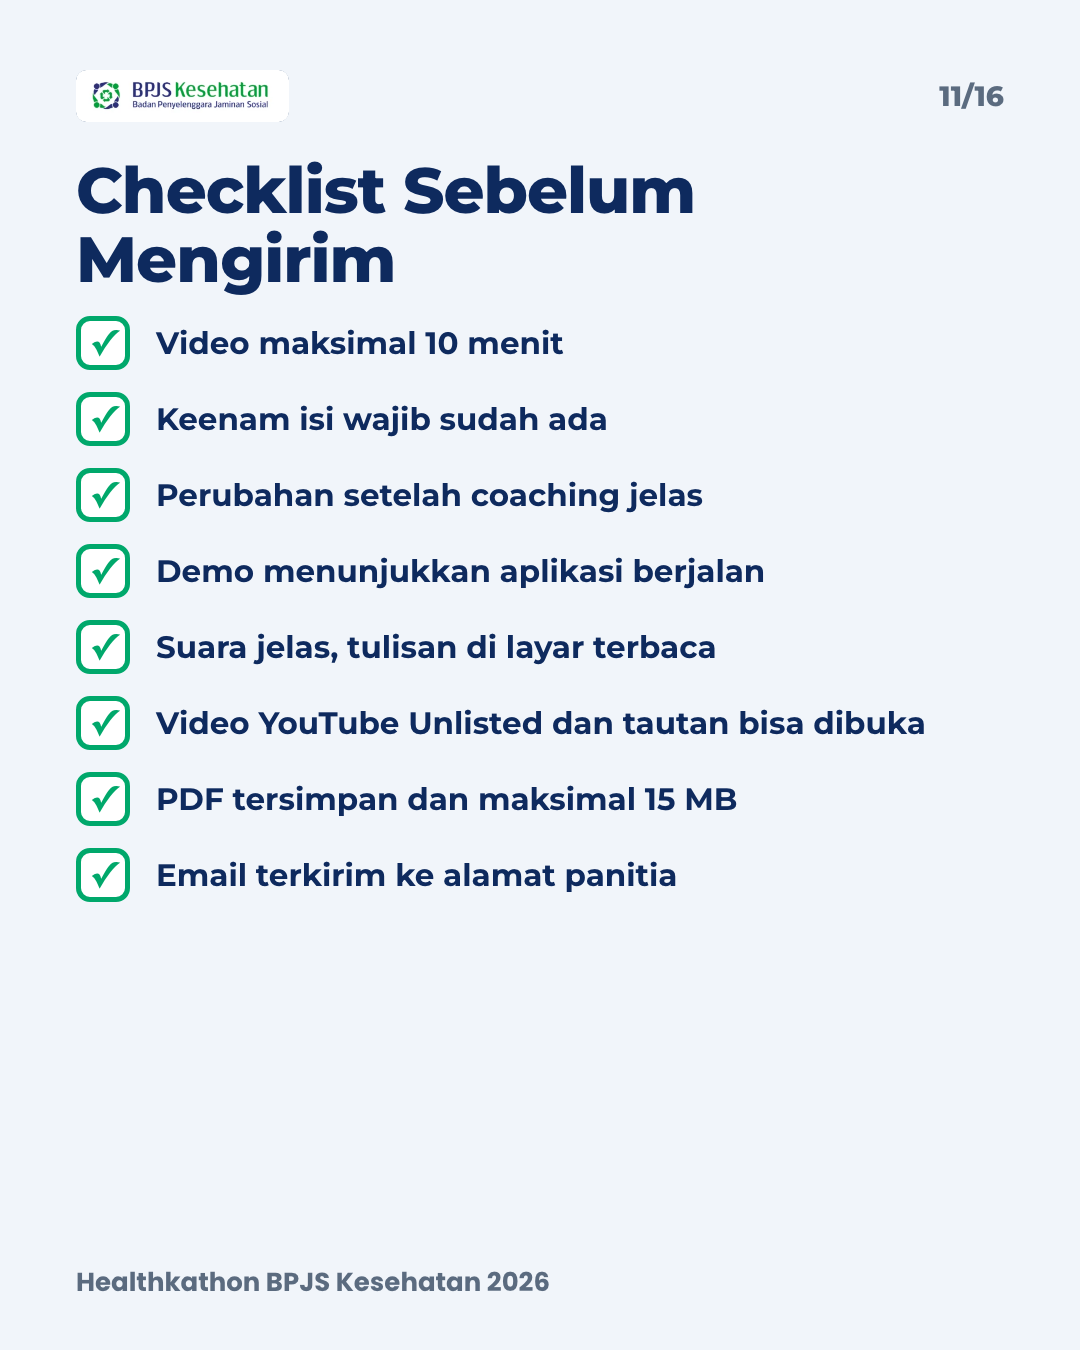 BPJS Kesehatan
Badan Penyelenggara Jaminan Sosial
11/16
Checklist Sebelum
Mengirim
Video maksimal 10 menit
Keenam isi wajib sudah ada
Perubahan setelah coaching jelas
Demo menunjukkan aplikasi berjalan
Suara jelas, tulisan di layar terbaca
Video YouTube Unlisted dan tautan bisa dibuka
PDF tersimpan dan maksimal 15 MB
Email terkirim ke alamat panitia
Healthkathon BPJS Kesehatan 2026